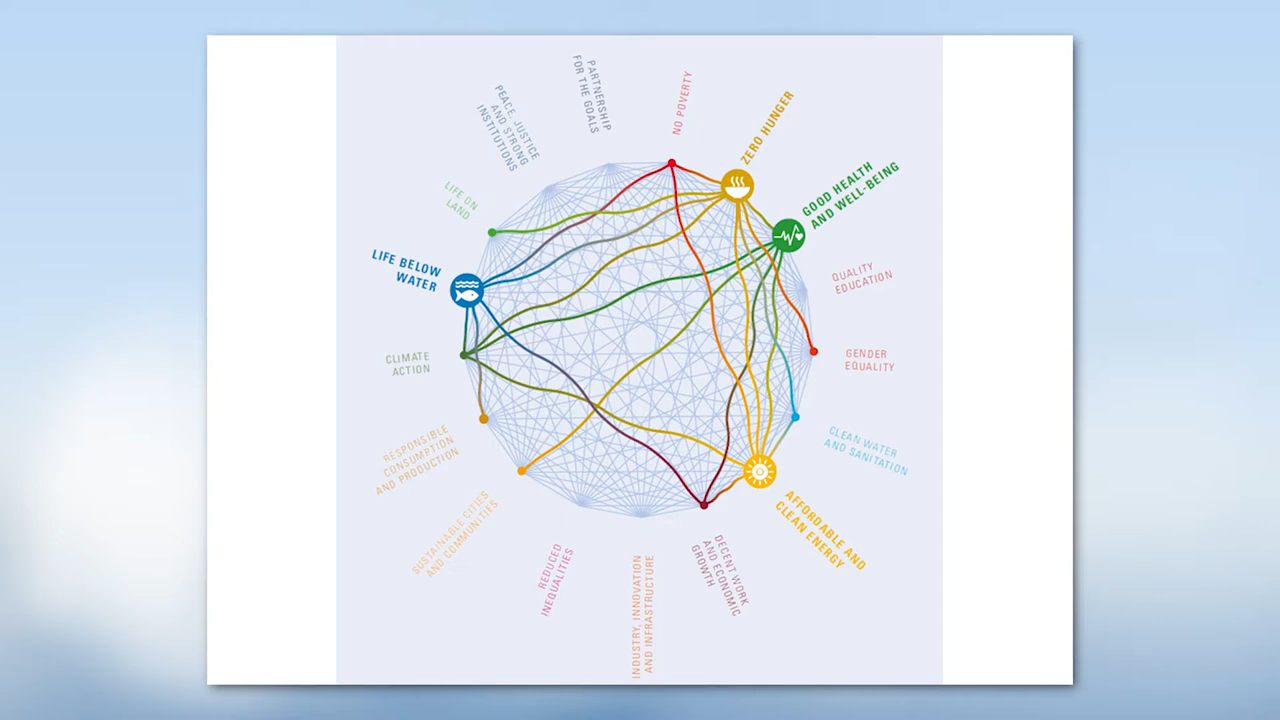 NO POVERTY
ZERO HUNGER
GOOD HEALTH
AND WELL-BEING
QUALITY
EDUCATION
GENDER
EQUALITY
CLEAN WATER
AND SANITATION
AFFORDABLE AND
CLEAN ENERGY
DECENT WORK
AND ECONOMIC
GROWTH
INDUSTRY, INNOVATION
AND INFRASTRUCTURE
REDUCED
INEQUALITIES
SUSTAINABLE CITIES
AND COMMUNITIES
RESPONSIBLE
CONSUMPTION
AND PRODUCTION
CLIMATE
ACTION
LIFE BELOW
WATER
LIFE ON
LAND
PEACE, JUSTICE
AND STRONG
INSTITUTIONS
PARTNERSHIP
FOR THE GOALS